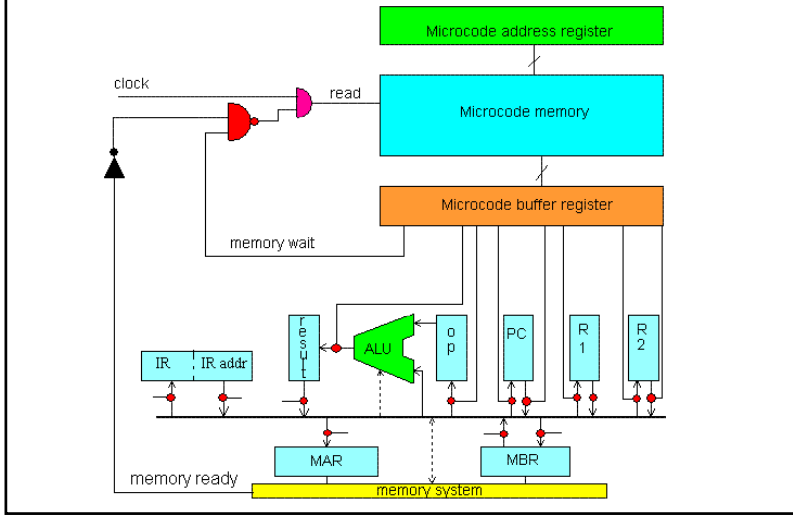 Microcode address register
clock
read
Microcode memory
Microcode buffer register
memory wait
resut
ALU
op
PC
R1
R2
IR
IR addr
MAR
MBR
memory ready
memory system